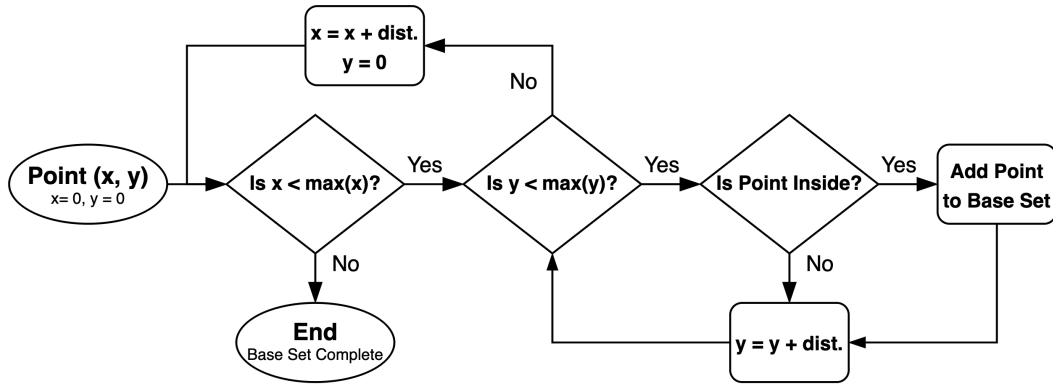 x = x + dist.
y = 0
No
Point (x, y)
x= 0, y = 0
Is x < max(x)?
Yes
Is y < max(y)?
Yes
Is Point Inside?
Yes
Add Point
to Base Set
No
No
End
Base Set Complete
y = y + dist.